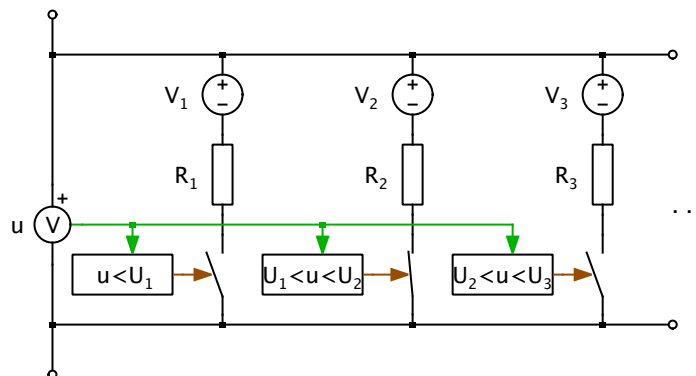 +
V₁ + −
V₂ + −
V₃ + −
R₁
R₂
R₃
+
u V
. .
u<U₁
U₁<u<U₂
U₂<u<U₃